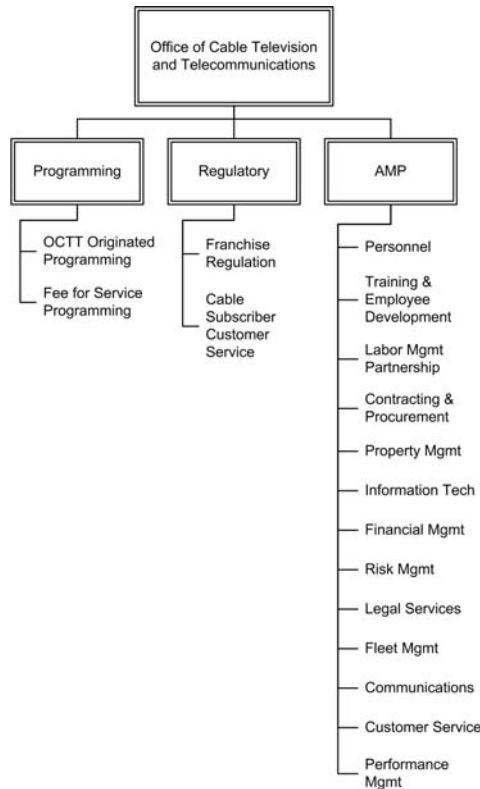 Office of Cable Television
and Telecommunications
Programming
Regulatory
AMP
OCTT Originated
Programming
Fee for Service
Programming
Franchise
Regulation
Cable
Subscriber
Customer
Service
Personnel
Training &
Employee
Development
Labor Mgmt
Partnership
Contracting &
Procurement
Property Mgmt
Information Tech
Financial Mgmt
Risk Mgmt
Legal Services
Fleet Mgmt
Communications
Customer Service
Performance
Mgmt